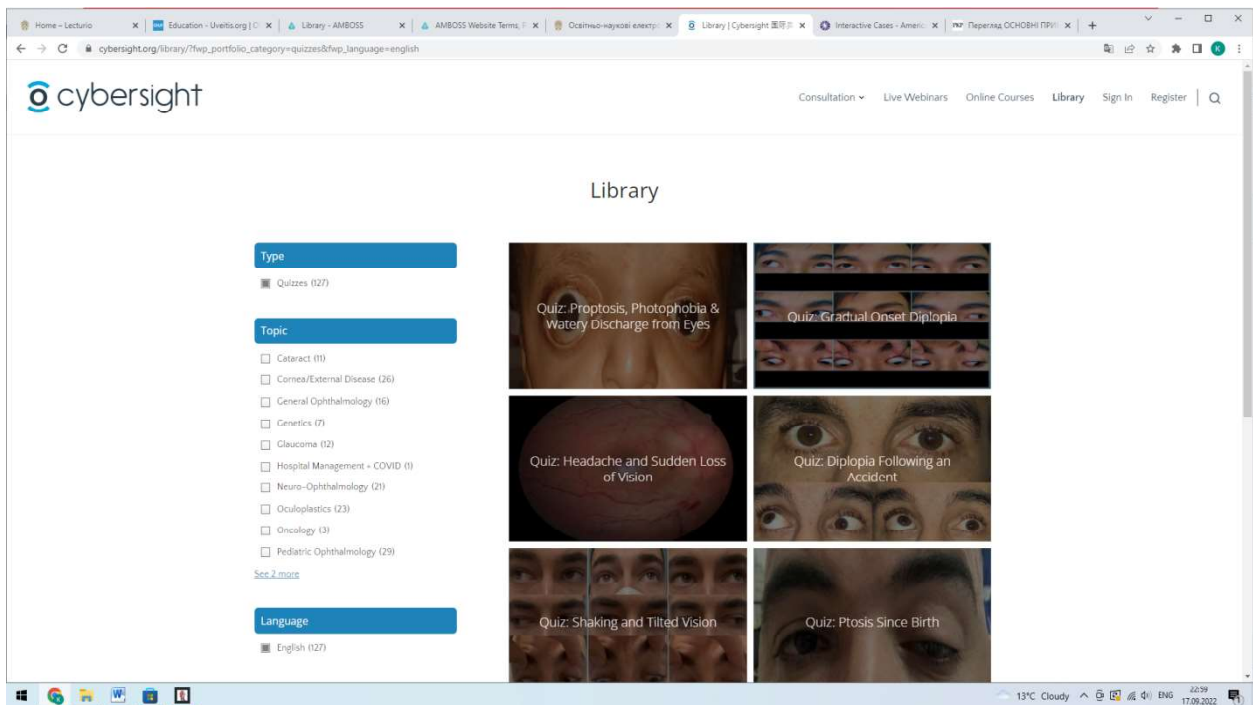 Home – Lecturio
Education - Uveitis.org |
Library - AMBOSS
AMBOSS Website Terms,
Освітньо-наукові електр
Library | Cybersight
Interactive Cases - Americ
Перегляд ОСНОВНІ
cybersight.org/library/?fwp_portfolio_category=quizzes&fwp_language=english
K
cybersight
Consultation
Live Webinars
Online Courses
Library
Sign In
Register
Library
Type
Quizzes (127)
Topic
Cataract (11)
Cornea/External Disease (26)
General Ophthalmology (16)
Genetics (7)
Glaucoma (12)
Hospital Management + COVID (1)
Neuro-Ophthalmology (21)
Oculoplastics (23)
Oncology (3)
Pediatric Ophthalmology (29)
See 2 more
Language
English (127)
Quiz: Proptosis, Photophobia &
Watery Discharge from Eyes
Quiz: Gradual Onset Diplopia
Quiz: Headache and Sudden Loss
of Vision
Quiz: Diplopia Following an
Accident
Quiz: Shaking and Tilted Vision
Quiz: Ptosis Since Birth
13°C Cloudy
ENG
22:59
17.09.2022